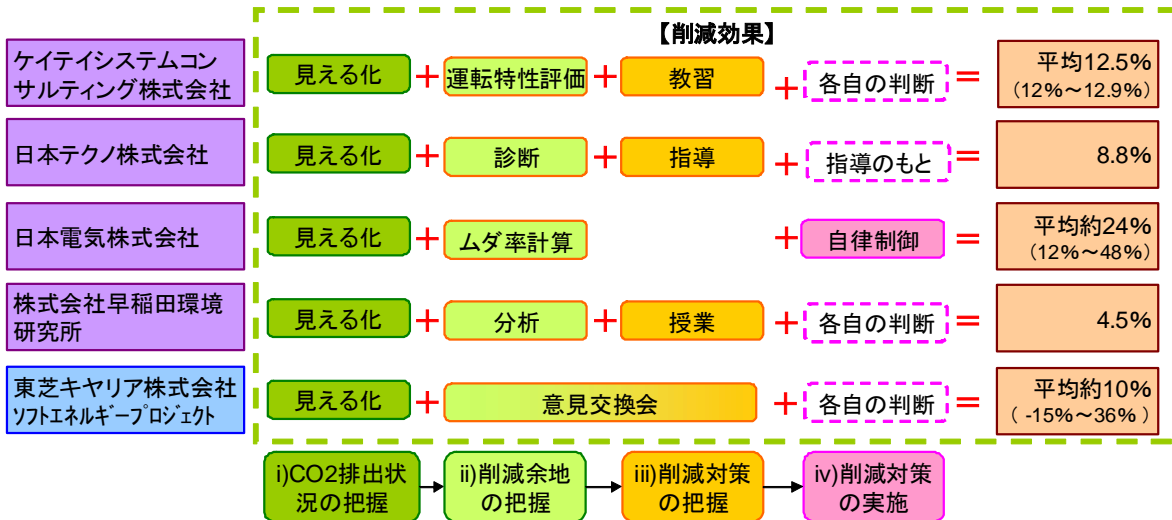 【削減効果】
ケイテイシステムコン
サルティング株式会社
見える化
+
運転特性評価
+
教習
+
各自の判断
=
平均12.5%
(12%～12.9%)
日本テクノ株式会社
見える化
+
診断
+
指導
+
指導のもと
=
8.8%
日本電気株式会社
見える化
+
ムダ率計算
+
自律制御
=
平均約24%
(12%～48%)
株式会社早稲田環境
研究所
見える化
+
分析
+
授業
+
各自の判断
=
4.5%
東芝キヤリア株式会社
ソフトエネルギープロジェクト
見える化
+
意見交換会
+
各自の判断
=
平均約10%
( -15%～36% )
i)CO2排出状
況の把握
ii)削減余地
の把握
iii)削減対策
の把握
iv)削減対策
の実施